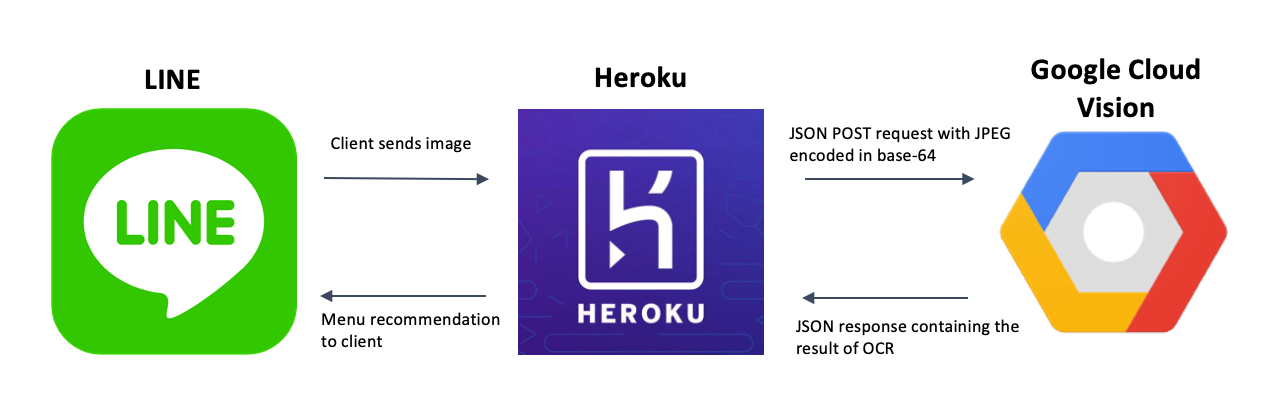 LINE
LINE
Client sends image
Menu recommendation
to client
Heroku
HEROKU
JSON POST request with JPEG
encoded in base-64
JSON response containing the
result of OCR
Google Cloud
Vision